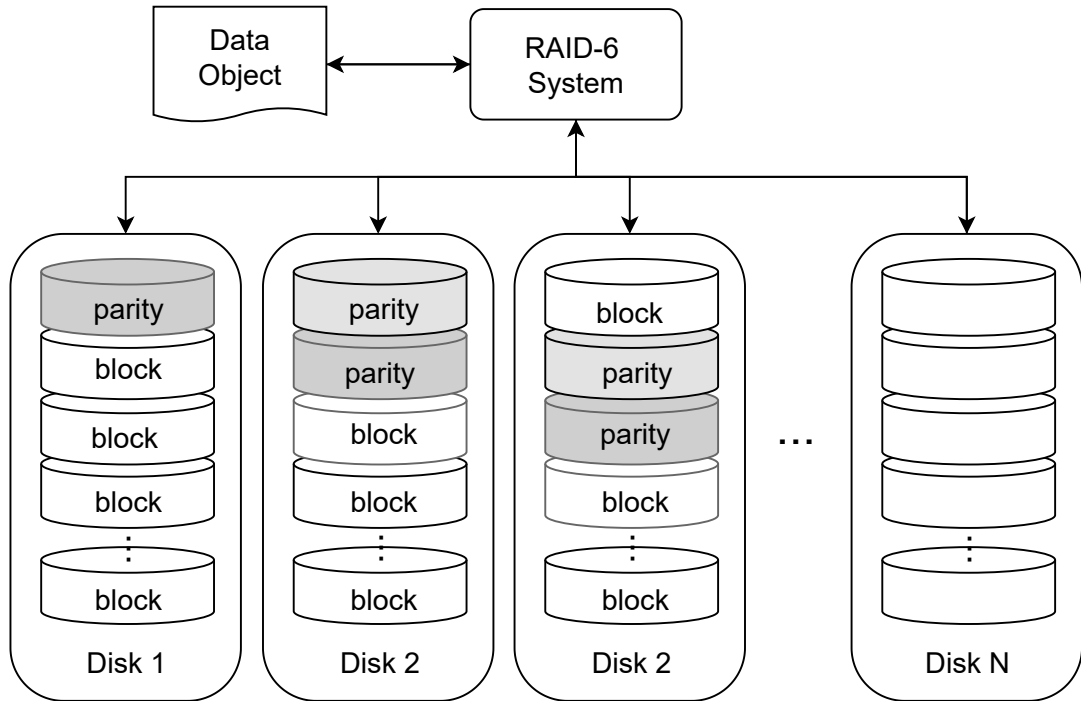 Data
Object
RAID-6
System
parity
block
block
block
⋮
block
Disk 1
parity
parity
block
block
⋮
block
Disk 2
block
parity
parity
block
⋮
block
Disk 2
...
⋮
Disk N